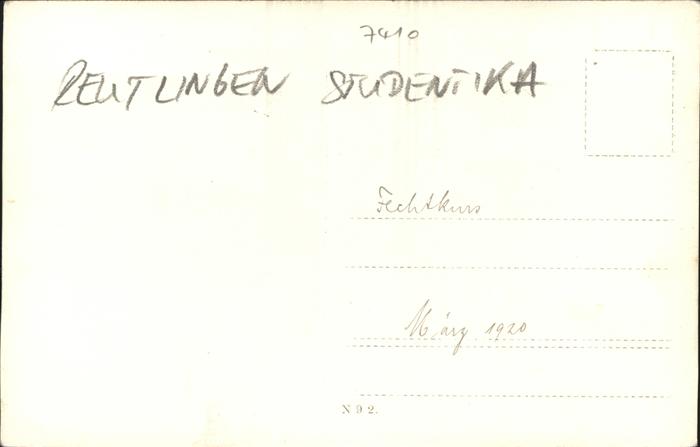 7410
REUTLINGEN STUDENTIKA
Fechtkurs
März 1920
N 9 2.